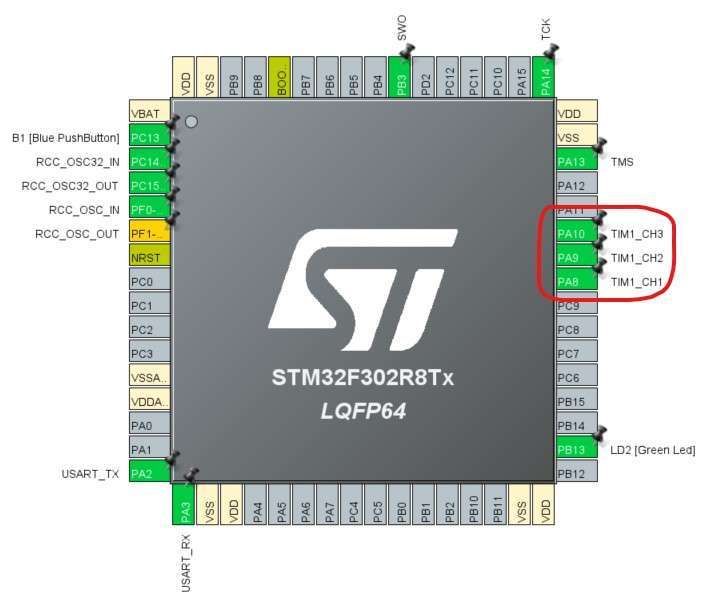 SWO
TCK
VDD
VSS
PB9
PB8
BOO..
PB7
PB6
PB5
PB4
PB3
PD2
PC12
PC11
PC10
PA15
PA14
VBAT
B1 [Blue PushButton] PC13
RCC_OSC32_IN PC14..
RCC_OSC32_OUT PC15..
RCC_OSC_IN PF0-..
RCC_OSC_OUT PF1-..
NRST
PC0
PC1
PC2
PC3
VSSA..
VDDA..
PA0
PA1
USART_TX PA2
ST
STM32F302R8Tx
LQFP64
VDD
VSS
PA13 TMS
PA12
PA11
PA10 TIM1_CH3
PA9 TIM1_CH2
PA8 TIM1_CH1
PC9
PC8
PC7
PC6
PB15
PB14
PB13 LD2 [Green Led]
PB12
PA3
VSS
VDD
PA4
PA5
PA6
PA7
PC4
PC5
PB0
PB1
PB2
PB10
PB11
VSS
VDD
USART_RX